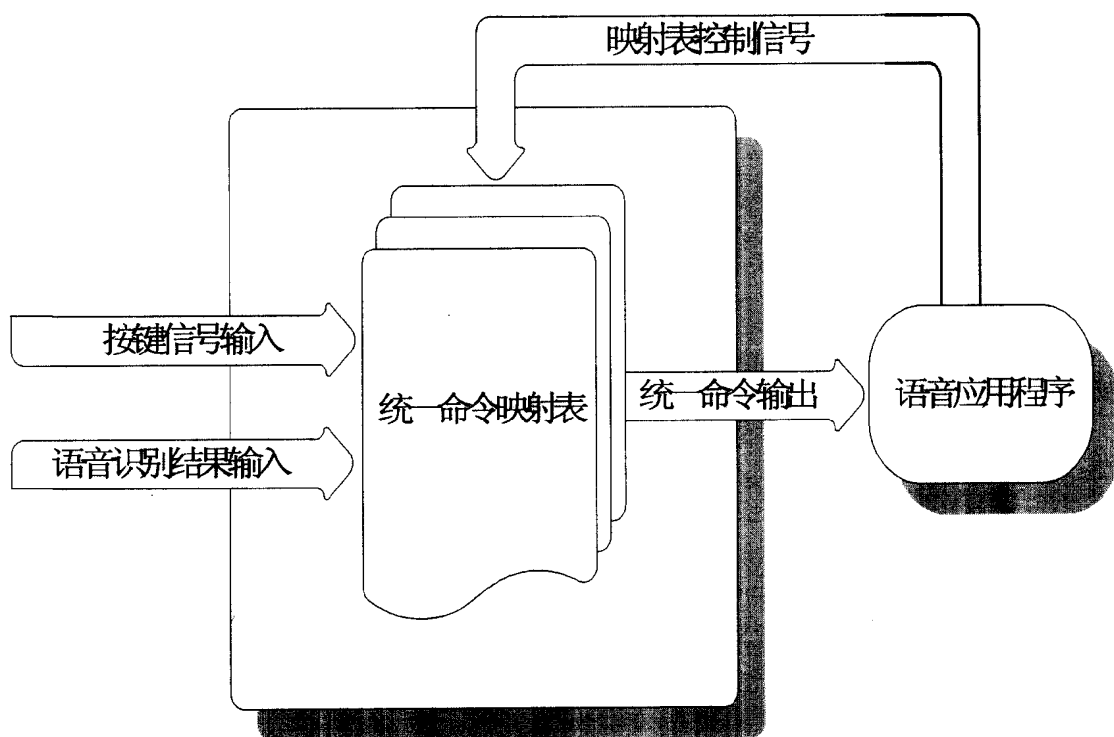 映射表控制信号
按键信号输入
统一命令映射表
统一命令输出
语音应用程序
语音识别结果输入